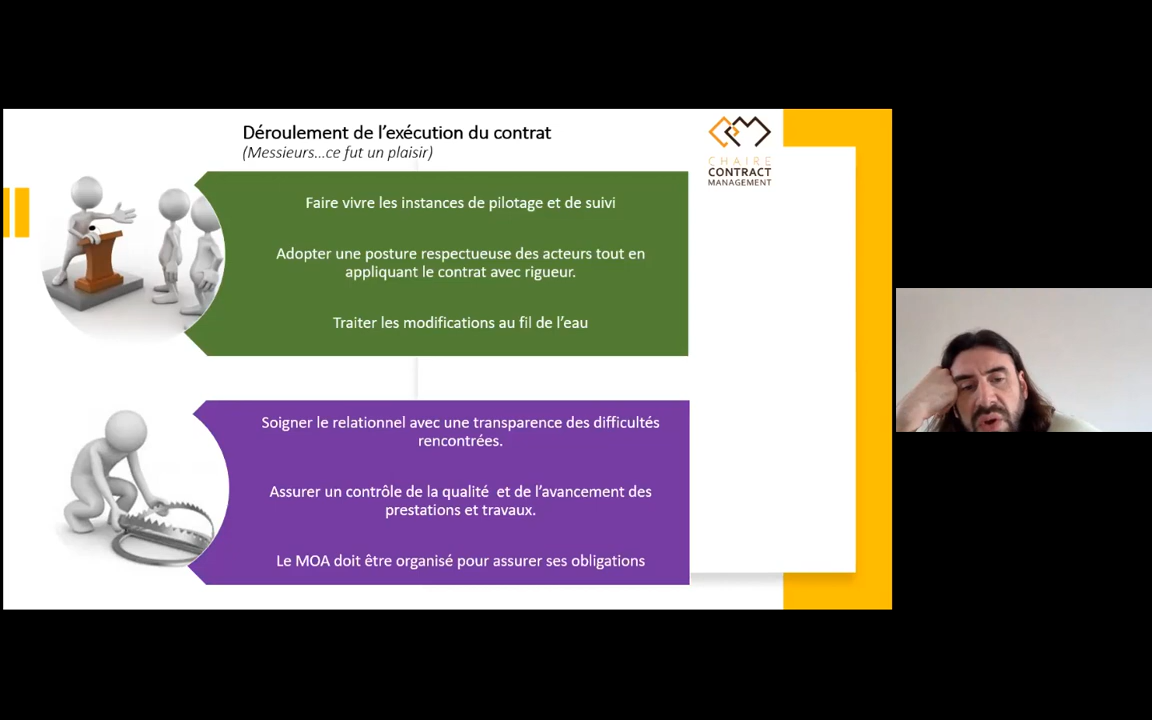 Déroulement de l’exécution du contrat
(Messieurs...ce fut un plaisir)
CHAIRE
CONTRACT
MANAGEMENT
Faire vivre les instances de pilotage et de suivi
Adopter une posture respectueuse des acteurs tout en
appliquant le contrat avec rigueur.
Traiter les modifications au fil de l’eau
Soigner le relationnel avec une transparence des difficultés
rencontrées.
Assurer un contrôle de la qualité et de l’avancement des
prestations et travaux.
Le MOA doit être organisé pour assurer ses obligations